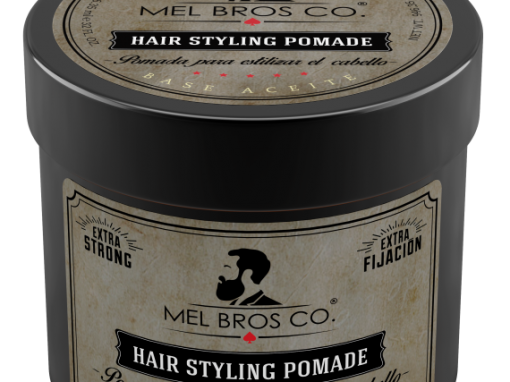 MEL BROS CO.
HAIR STYLING POMADE
Pomada para estilizar el cabello
BASE ACEITE
EXTRA
STRONG
EXTRA
FIJACIÓN
MEL BROS CO.®
HAIR STYLING POMADE